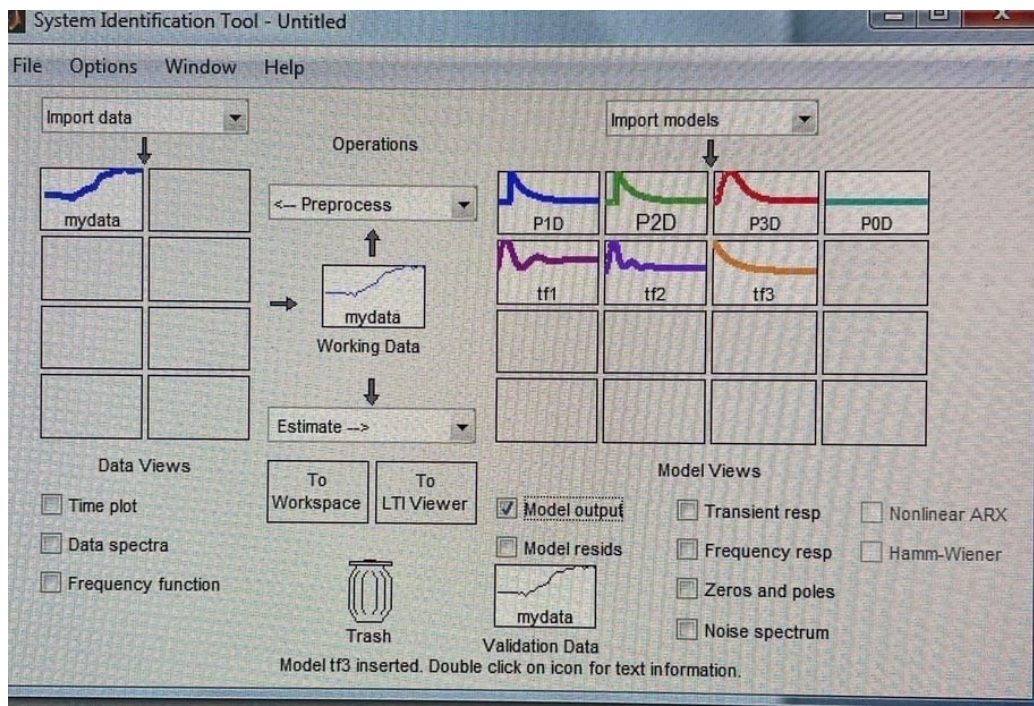 System Identification Tool - Untitled
File Options Window Help
Import data
Import models
Operations
mydata
<-- Preprocess
P1D P2D P3D P0D
tf1 tf2 tf3
mydata
Working Data
Estimate -->
Data Views
Model Views
To Workspace
To LTI Viewer
Time plot
Data spectra
Frequency function
Model output
Model resids
Transient resp
Frequency resp
Zeros and poles
Noise spectrum
Nonlinear ARX
Hamm-Wiener
Trash
mydata
Validation Data
Model tf3 inserted. Double click on icon for text information.